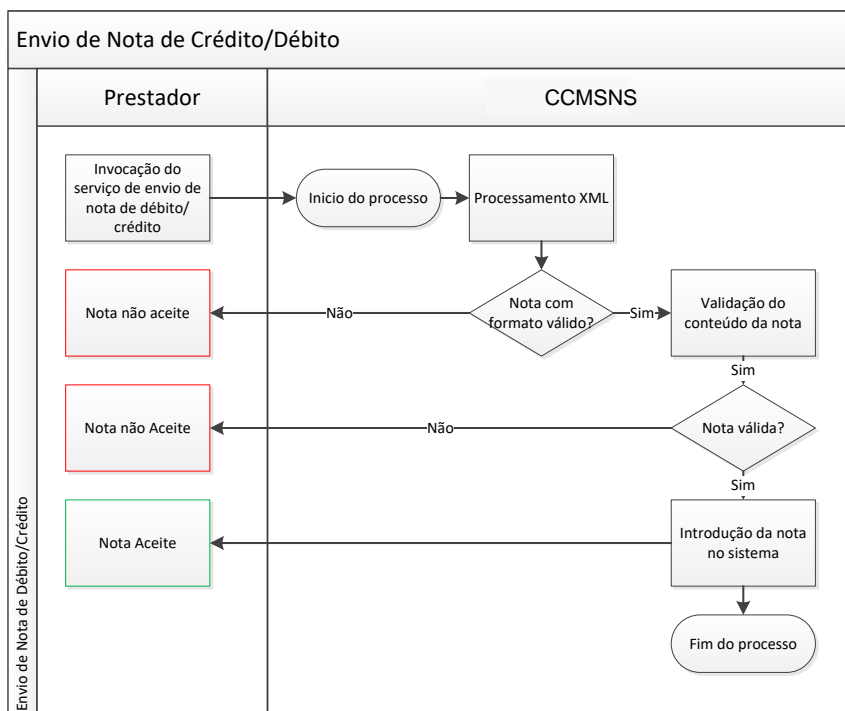 Envio de Nota de Crédito/Débito
Prestador
CCMSNS
Invocação do
serviço de envio de
nota de débito/
crédito
Inicio do processo
Processamento XML
Nota não aceite
Não
Nota com
formato válido?
Sim
Validação do
conteúdo da nota
Sim
Nota não Aceite
Não
Nota válida?
Sim
Nota Aceite
Introdução da nota
no sistema
Fim do processo
Envio de Nota de Débito/Crédito